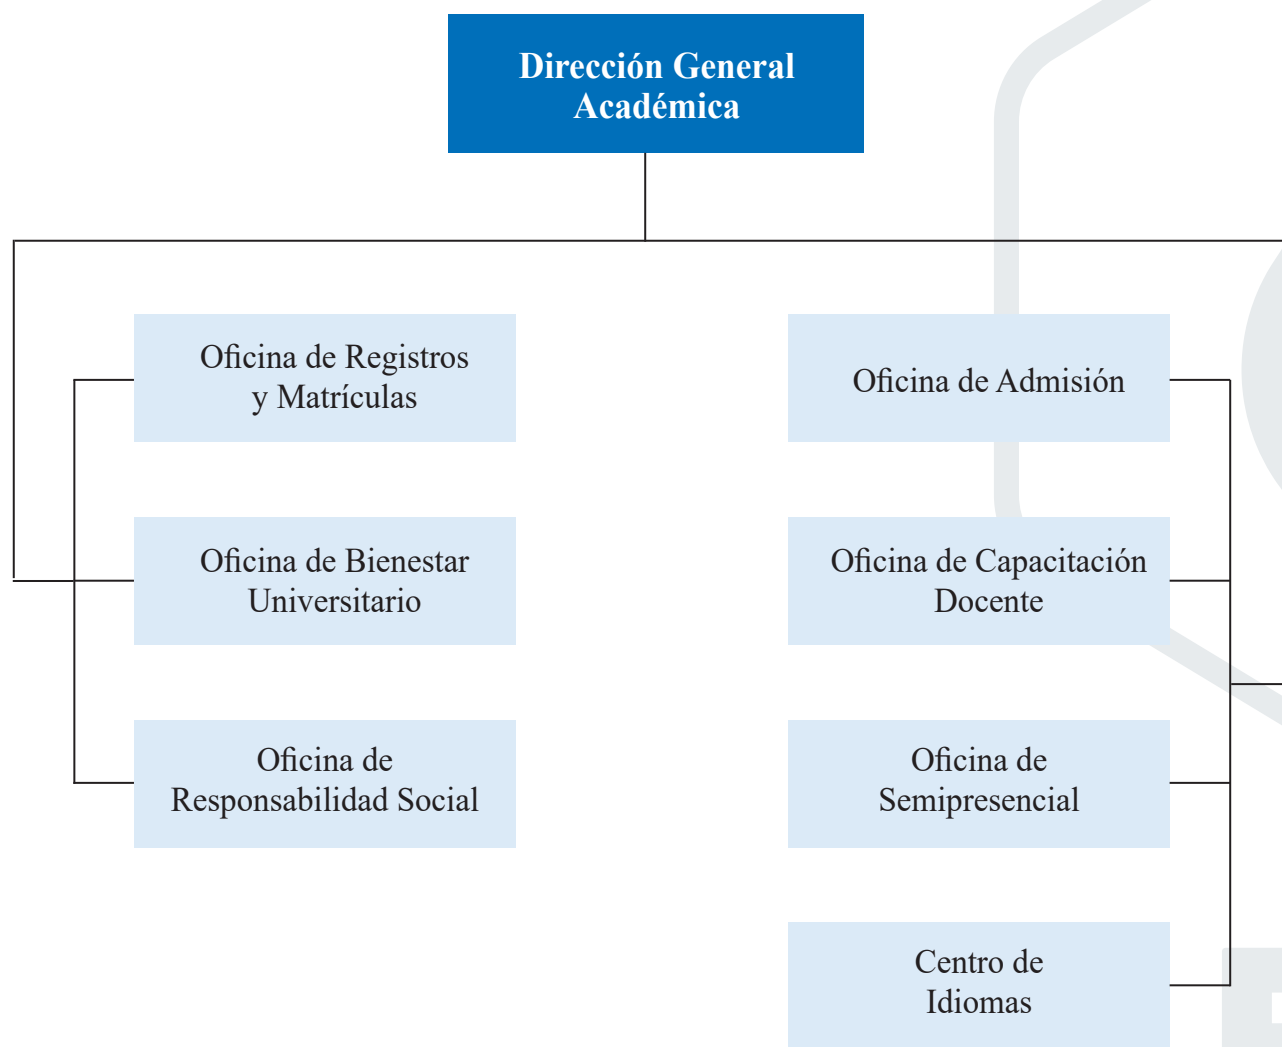 Dirección General
Académica
Oficina de Registros
y Matrículas
Oficina de Bienestar
Universitario
Oficina de
Responsabilidad Social
Oficina de Admisión
Oficina de Capacitación
Docente
Oficina de
Semipresencial
Centro de
Idiomas